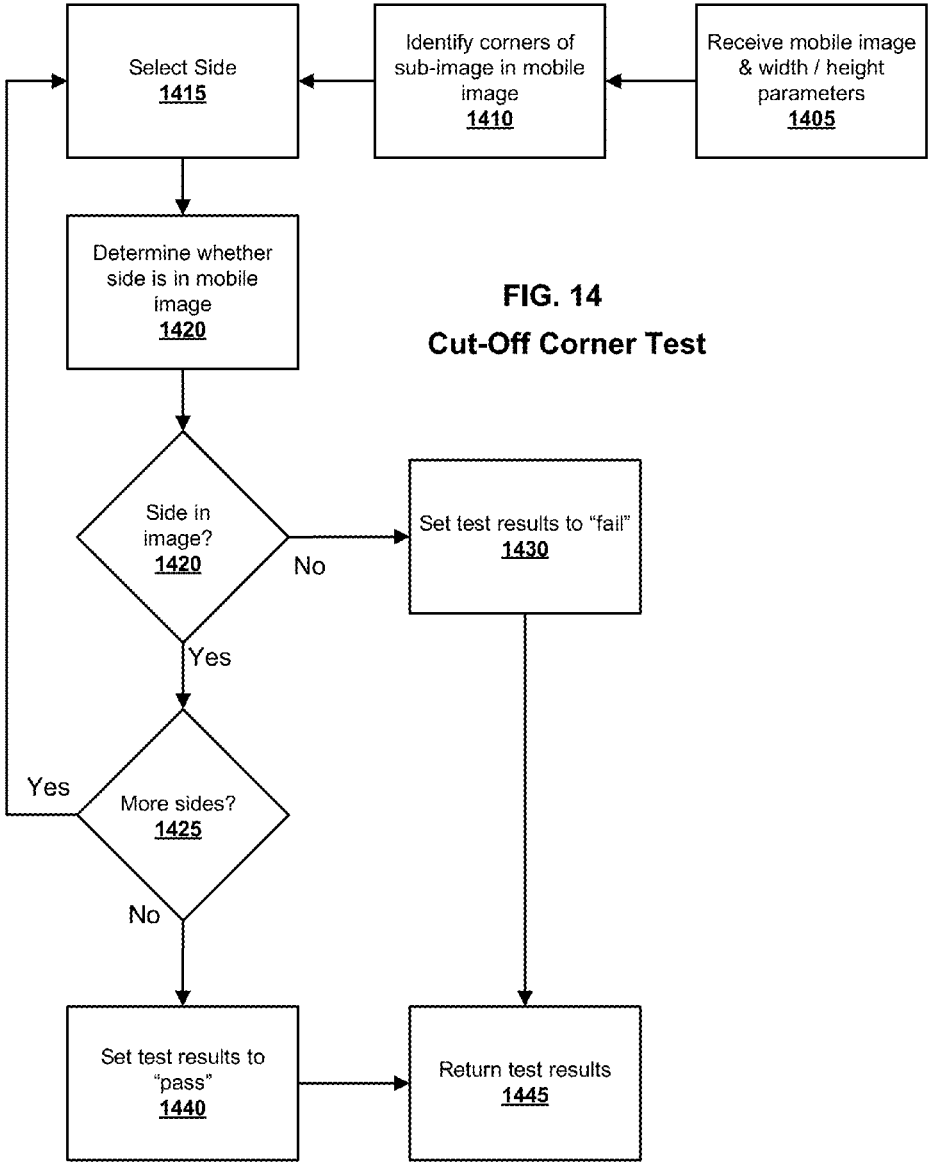 Receive mobile image
& width / height
parameters
1405
Identify corners of
sub-image in mobile
image
1410
Select Side
1415
Determine whether
side is in mobile
image
1420
FIG. 14
Cut-Off Corner Test
Side in
image?
1420
No
Yes
Set test results to “fail”
1430
More sides?
1425
Yes
No
Set test results to
“pass”
1440
Return test results
1445